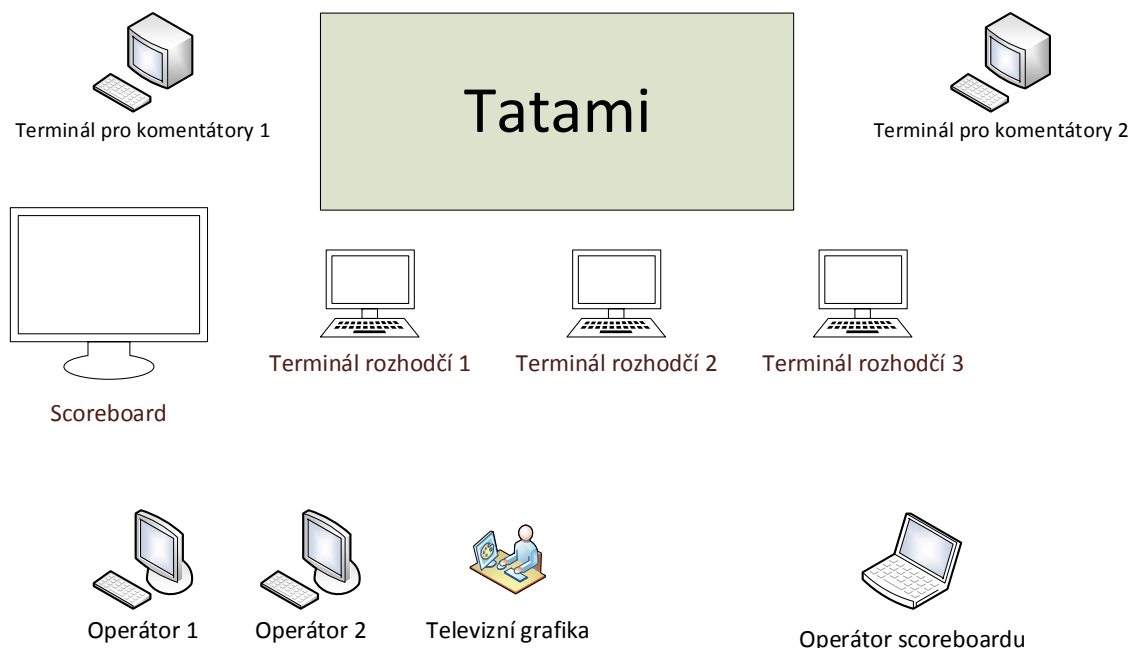 Tatami
Terminál pro komentátory 1
Terminál pro komentátory 2
Terminál rozhodčí 1
Terminál rozhodčí 2
Terminál rozhodčí 3
Scoreboard
Operátor 1
Operátor 2
Televizní grafika
Operátor scoreboardu